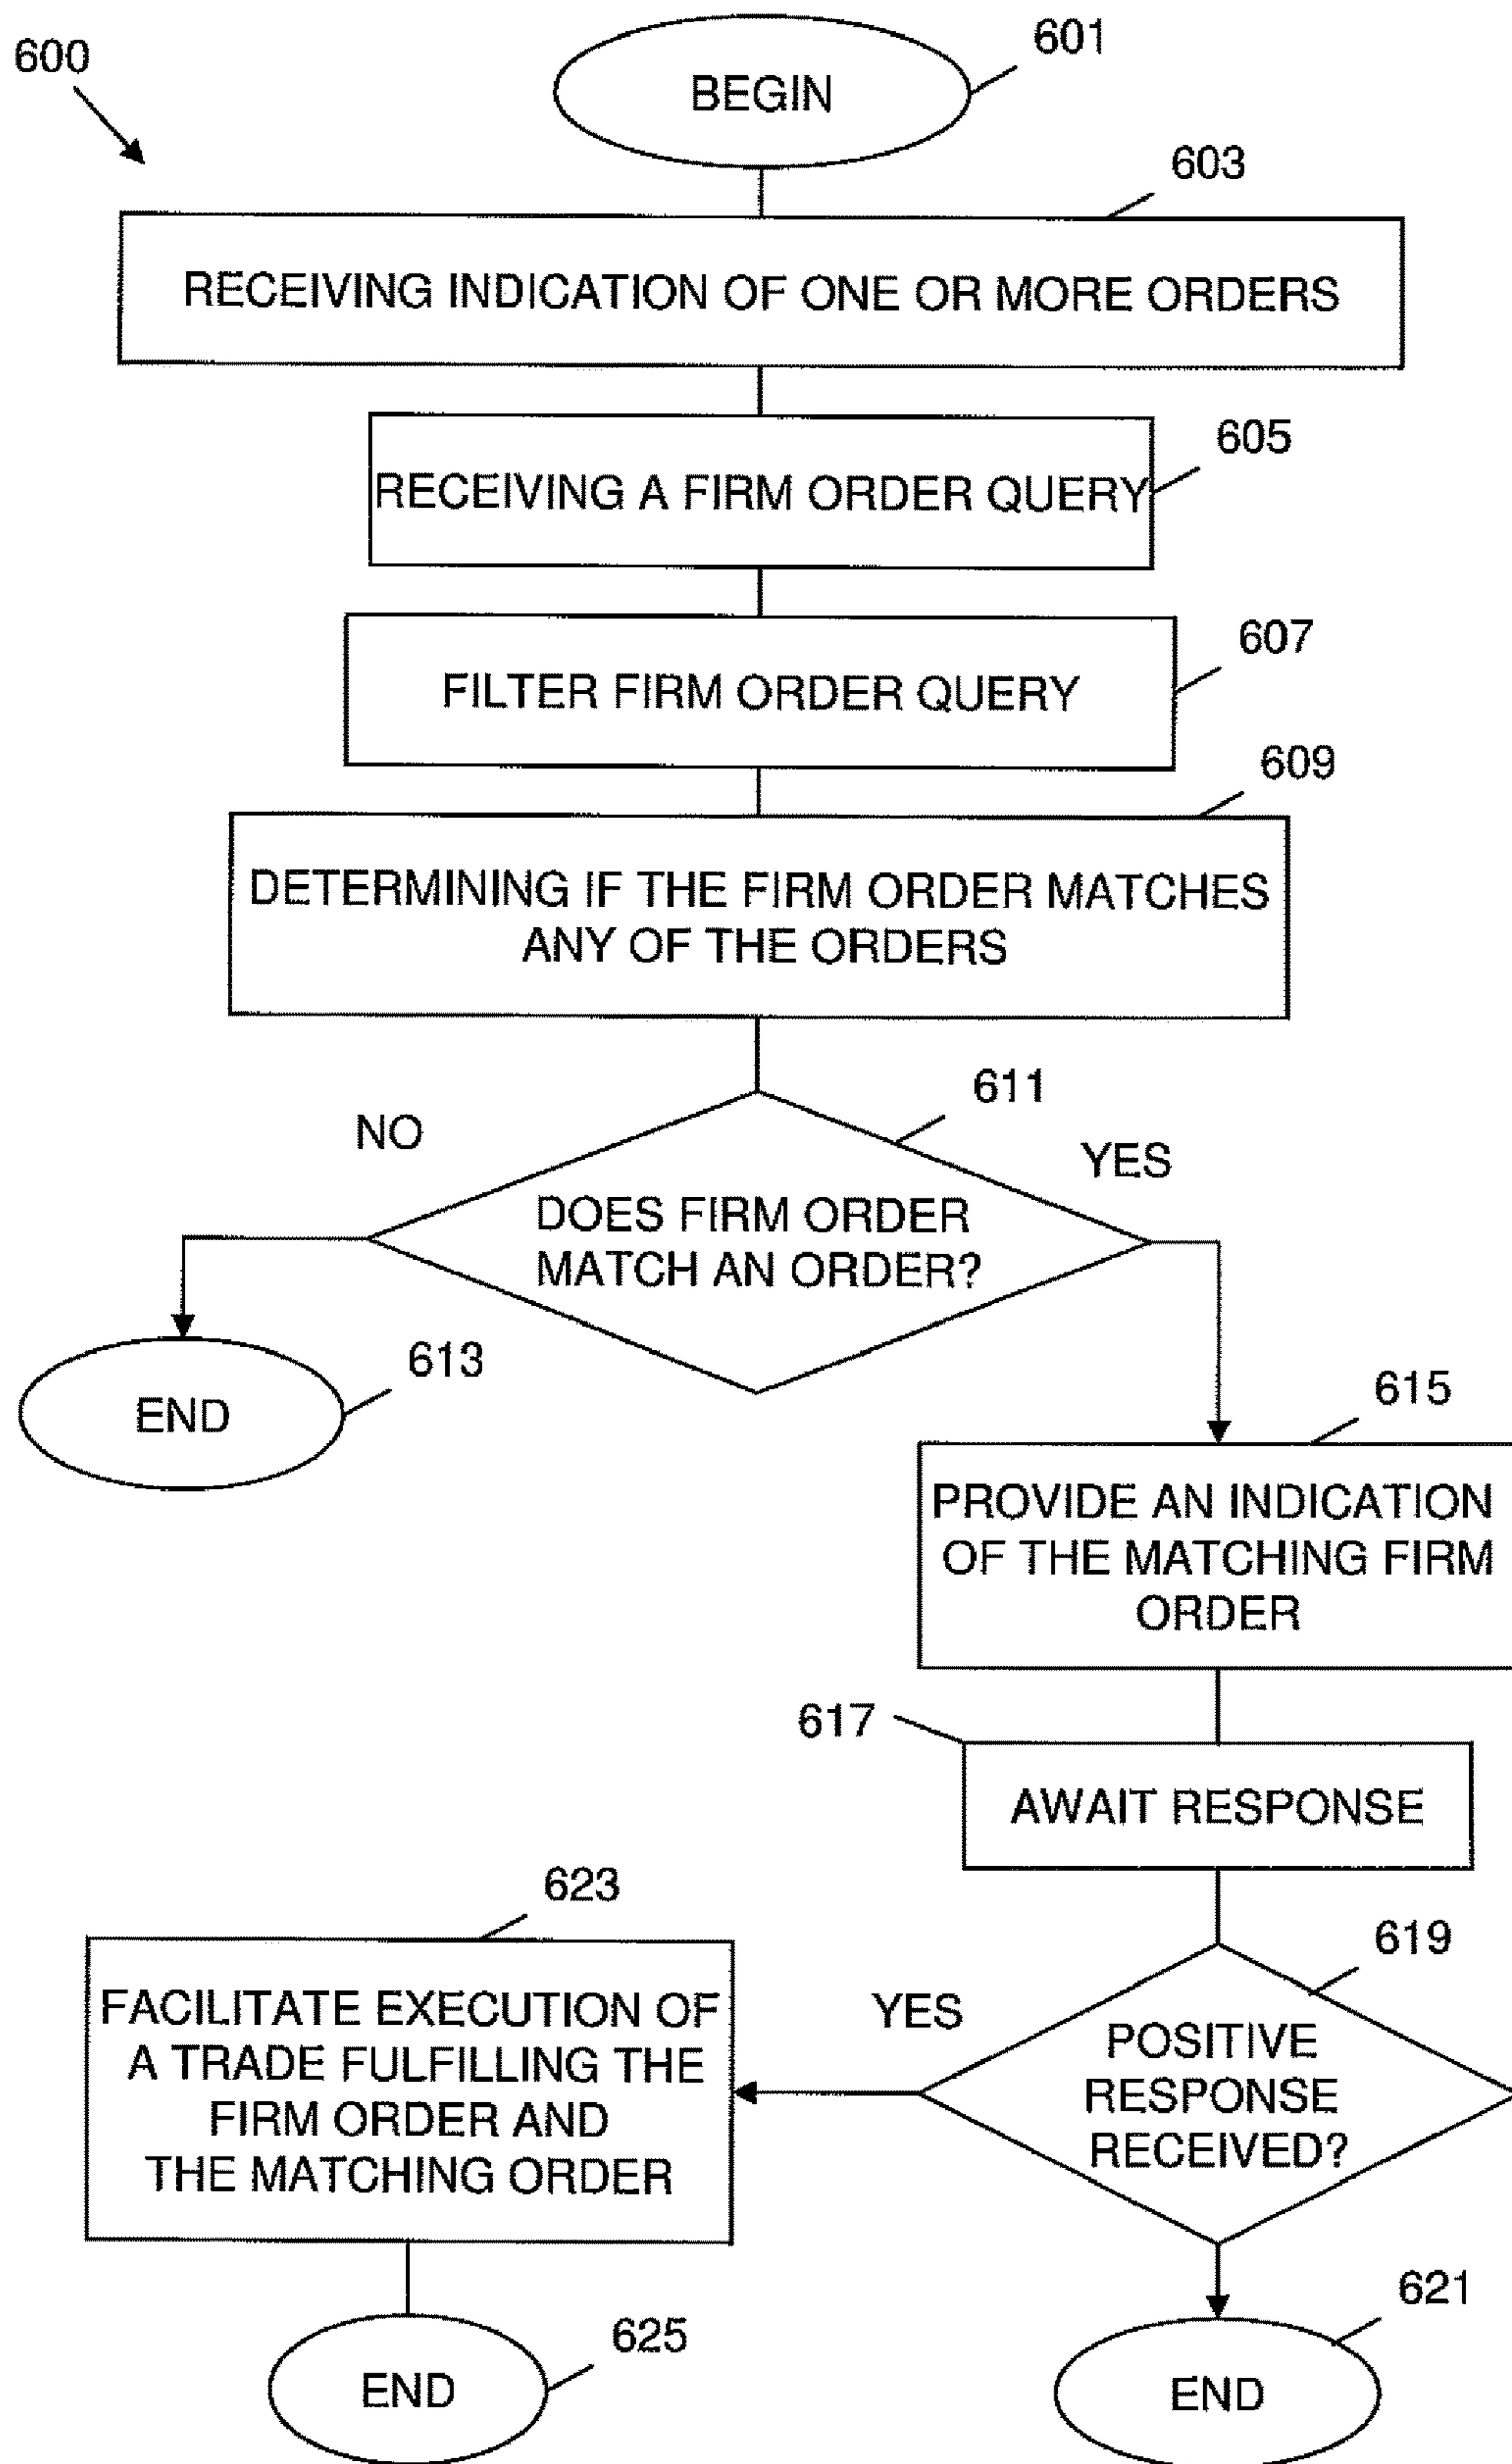 600
601
BEGIN
603
RECEIVING INDICATION OF ONE OR MORE ORDERS
605
RECEIVING A FIRM ORDER QUERY
607
FILTER FIRM ORDER QUERY
609
DETERMINING IF THE FIRM ORDER MATCHES
ANY OF THE ORDERS
611
NO
YES
DOES FIRM ORDER
MATCH AN ORDER?
613
END
615
PROVIDE AN INDICATION
OF THE MATCHING FIRM
ORDER
617
AWAIT RESPONSE
619
POSITIVE
RESPONSE
RECEIVED?
YES
623
FACILITATE EXECUTION OF
A TRADE FULFILLING THE
FIRM ORDER AND
THE MATCHING ORDER
625
END
621
END